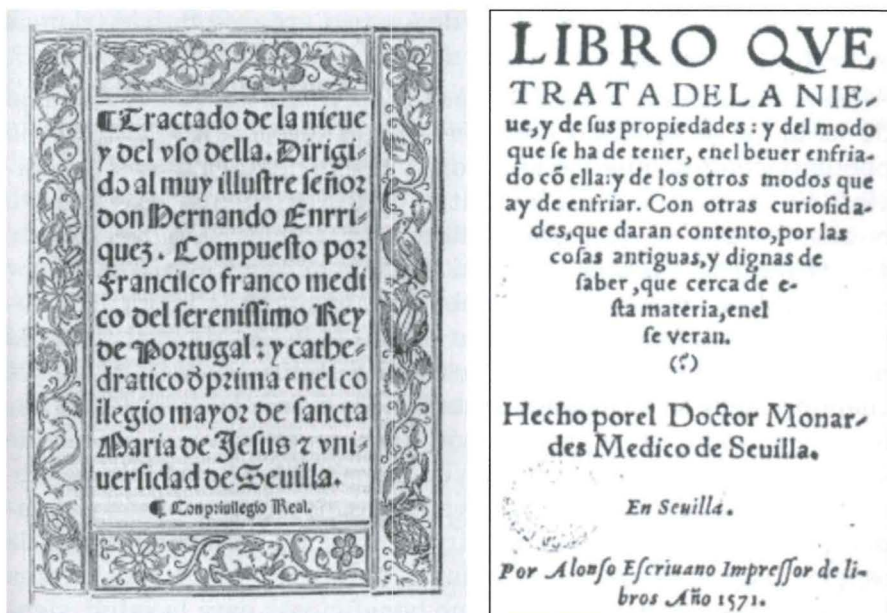 ¶Tractado de la nieue
y del vso della. Dirigi⸗
do al muy illustre señor
don Hernando Enrri⸗
quez. Compuesto por
Francisco franco medi
co del serenissimo Rey
de Portugal : y cathe⸗
dratico d̃ prima enel co
llegio mayor de sancta
Maria de Jesus ⁊ vni⸗
uersidad de Seuilla.
¶ Con priuilegio Real.
LIBRO QVE
TRATA DE LA NIE-
ue, y de ſus propiedades : y del modo
que ſe ha de tener, enel beuer enfria-
do cõ ella: y de los otros modos que
ay de enfriar. Con otras curioſida-
des, que daran contento, por las
coſas antiguas, y dignas de
ſaber, que cerca de e-
ſta materia, enel
ſe veran.
(?)
Hecho porel Doctor Monar-
des Medico de Seuilla.
En Seuilla.
Por Alonſo Eſcriuano Impreſſor de li-
bros Año 1571.